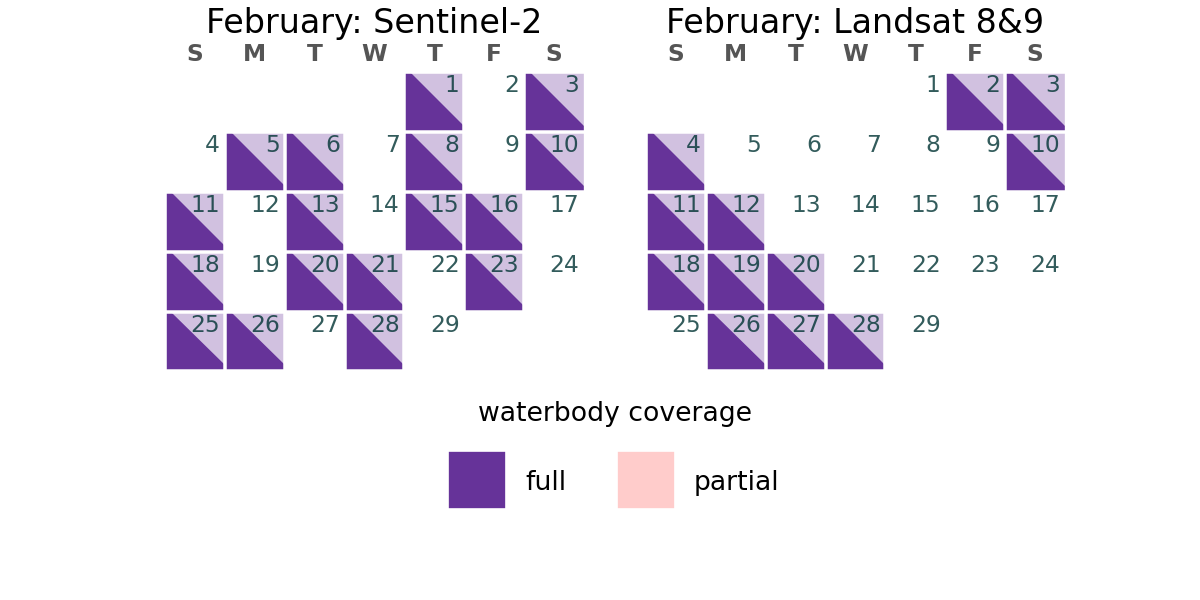 February: Sentinel-2
S M T W T F S
1 2 3
4 5 6 7 8 9 10
11 12 13 14 15 16 17
18 19 20 21 22 23 24
25 26 27 28 29
February: Landsat 8&9
S M T W T F S
1 2 3
4 5 6 7 8 9 10
11 12 13 14 15 16 17
18 19 20 21 22 23 24
25 26 27 28 29
waterbody coverage
full partial